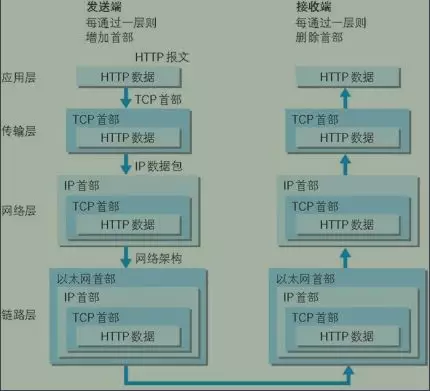 发送端
每通过一层则
增加首部
接收端
每通过一层则
删除首部
HTTP 报文
应用层
HTTP 数据
HTTP 数据
TCP 首部
传输层
TCP 首部
HTTP 数据
TCP 首部
HTTP 数据
IP 数据包
网络层
IP 首部
TCP 首部
HTTP 数据
IP 首部
TCP 首部
HTTP 数据
网络架构
链路层
以太网首部
IP 首部
TCP 首部
HTTP 数据
以太网首部
IP 首部
TCP 首部
HTTP 数据